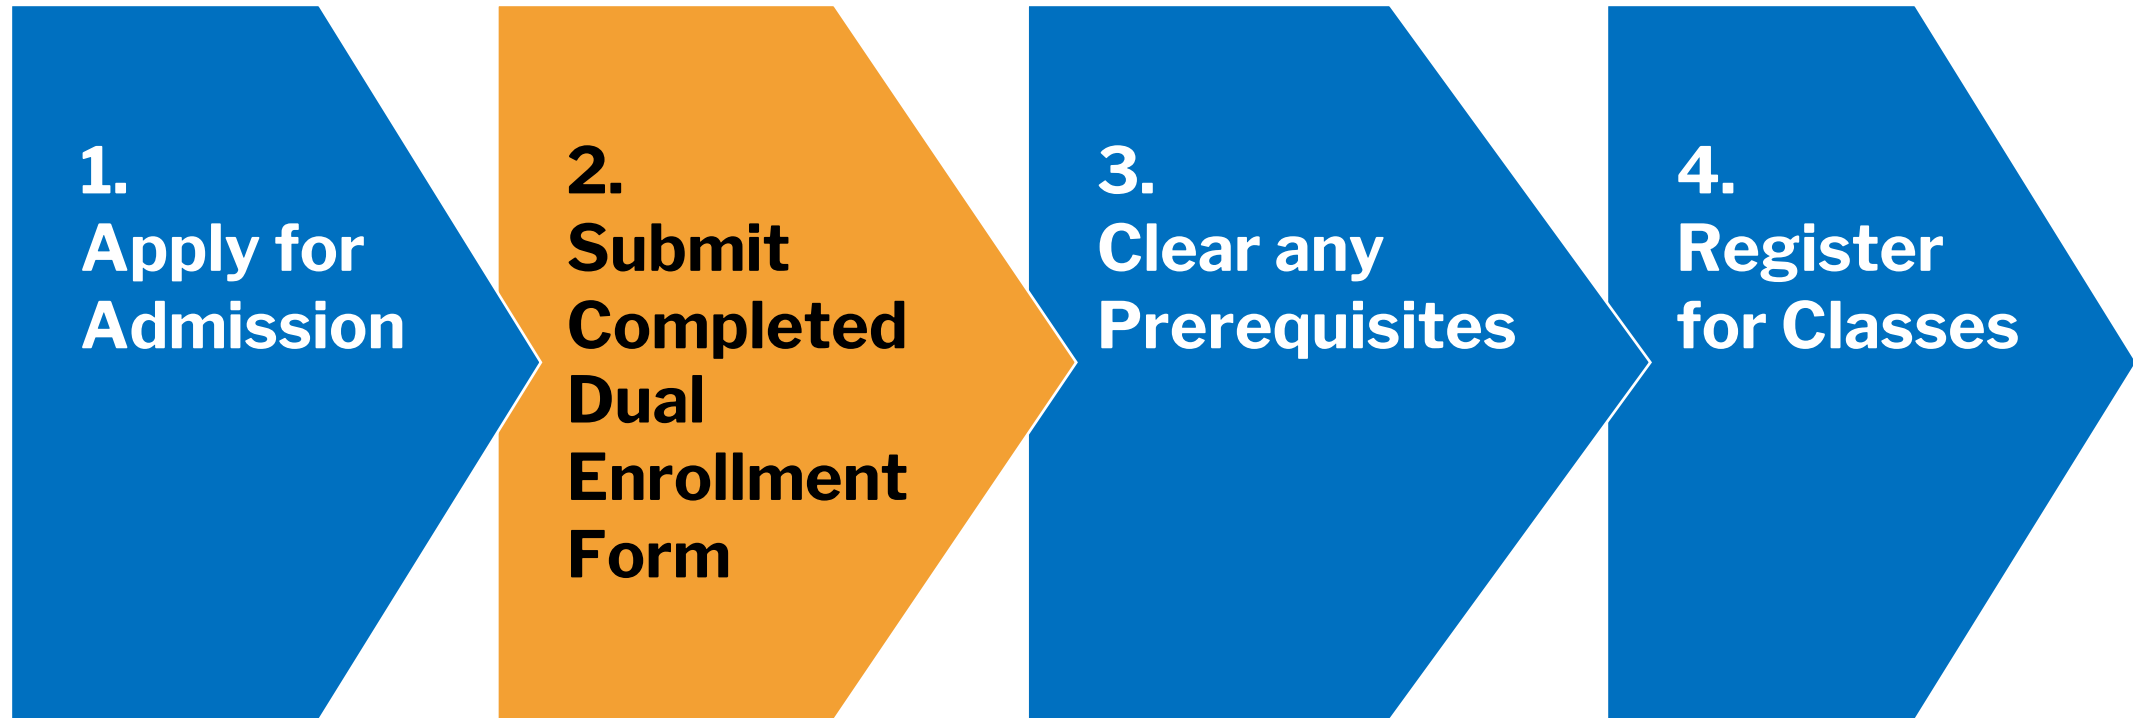 1.
Apply for
Admission
2.
Submit
Completed
Dual
Enrollment
Form
3.
Clear any
Prerequisites
4.
Register
for Classes